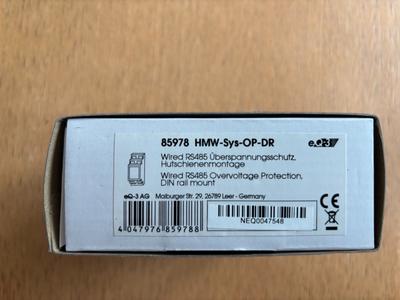 85978 HMW-Sys-OP-DR
eQ-3
Wired RS485 Überspannungsschutz,
Hutschienenmontage
Wired RS485 Overvoltage Protection,
DIN rail mount
eQ-3 AG Maiburger Str. 29, 26789 Leer - Germany
NEQ0047548
4 047976 859788
CE